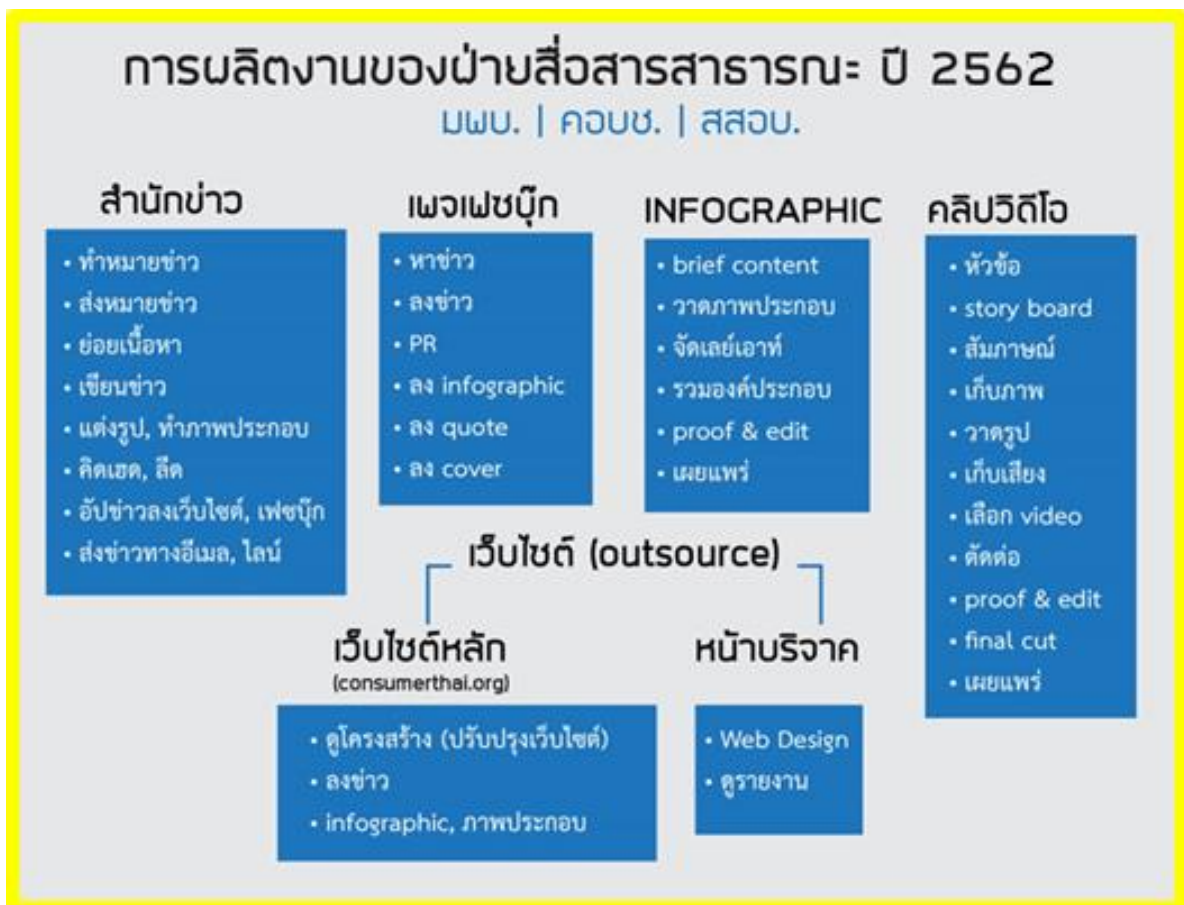 การผลิตงานของฝ่ายสื่อสารสาธารณะ ปี 2562
มพบ. | คอบช. | สสอบ.
สำนักข่าว
• ทำหมายข่าว
• ส่งหมายข่าว
• ย่อยเนื้อหา
• เขียนข่าว
• แต่งรูป, ทำภาพประกอบ
• คิดเฮด, ลีด
• อัปข่าวลงเว็บไซต์, เฟซบุ๊ก
• ส่งข่าวทางอีเมล, ไลน์
เพจเฟซบุ๊ก
• หาข่าว
• ลงข่าว
• PR
• ลง infographic
• ลง quote
• ลง cover
INFOGRAPHIC
• brief content
• วาดภาพประกอบ
• จัดเลย์เอาท์
• รวมองค์ประกอบ
• proof & edit
• เผยแพร่
คลิปวิดีโอ
• หัวข้อ
• story board
• สัมภาษณ์
• เก็บภาพ
• วาดรูป
• เก็บเสียง
• เลือก video
• ตัดต่อ
• proof & edit
• final cut
• เผยแพร่
เว็บไซต์ (outsource)
เว็บไซต์หลัก
(consumerthai.org)
• ดูโครงสร้าง (ปรับปรุงเว็บไซต์)
• ลงข่าว
• infographic, ภาพประกอบ
หน้าบริจาค
• Web Design
• ดูรายงาน